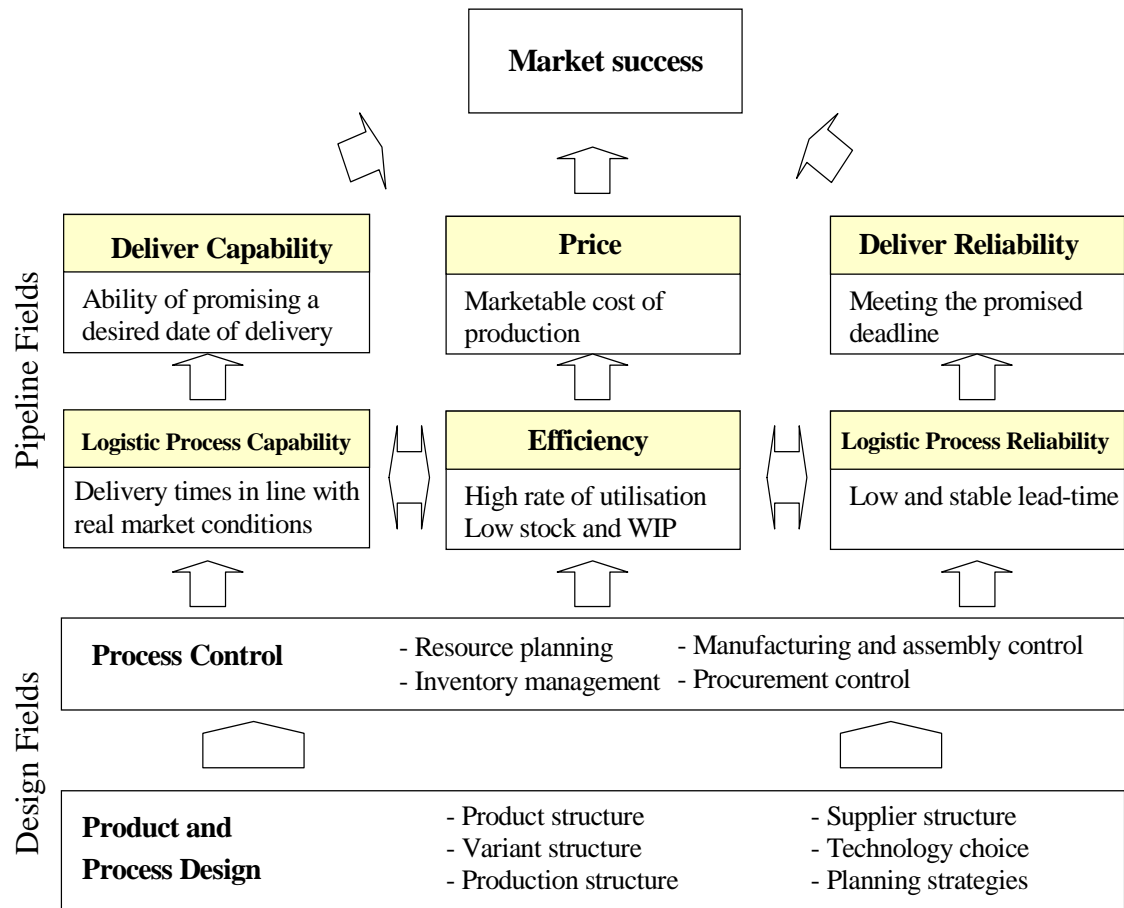 Market success
Pipeline Fields
Deliver Capability
Ability of promising a
desired date of delivery
Price
Marketable cost of
production
Deliver Reliability
Meeting the promised
deadline
Logistic Process Capability
Delivery times in line with
real market conditions
Efficiency
High rate of utilisation
Low stock and WIP
Logistic Process Reliability
Low and stable lead-time
Design Fields
Process Control
- Resource planning
- Inventory management
- Manufacturing and assembly control
- Procurement control
Product and
Process Design
- Product structure
- Variant structure
- Production structure
- Supplier structure
- Technology choice
- Planning strategies